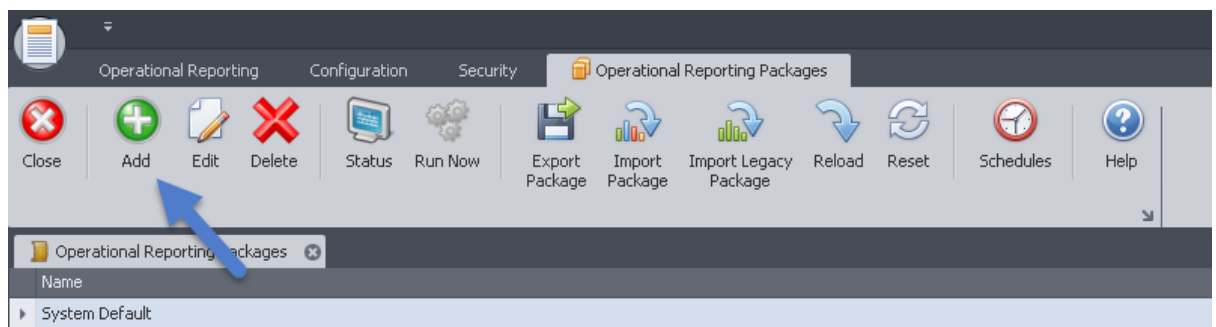 Operational Reporting Configuration Security Operational Reporting Packages
Close Add Edit Delete Status Run Now Export Package Import Package Import Legacy Package Reload Reset Schedules Help
Operational Reporting Packages
Name
System Default